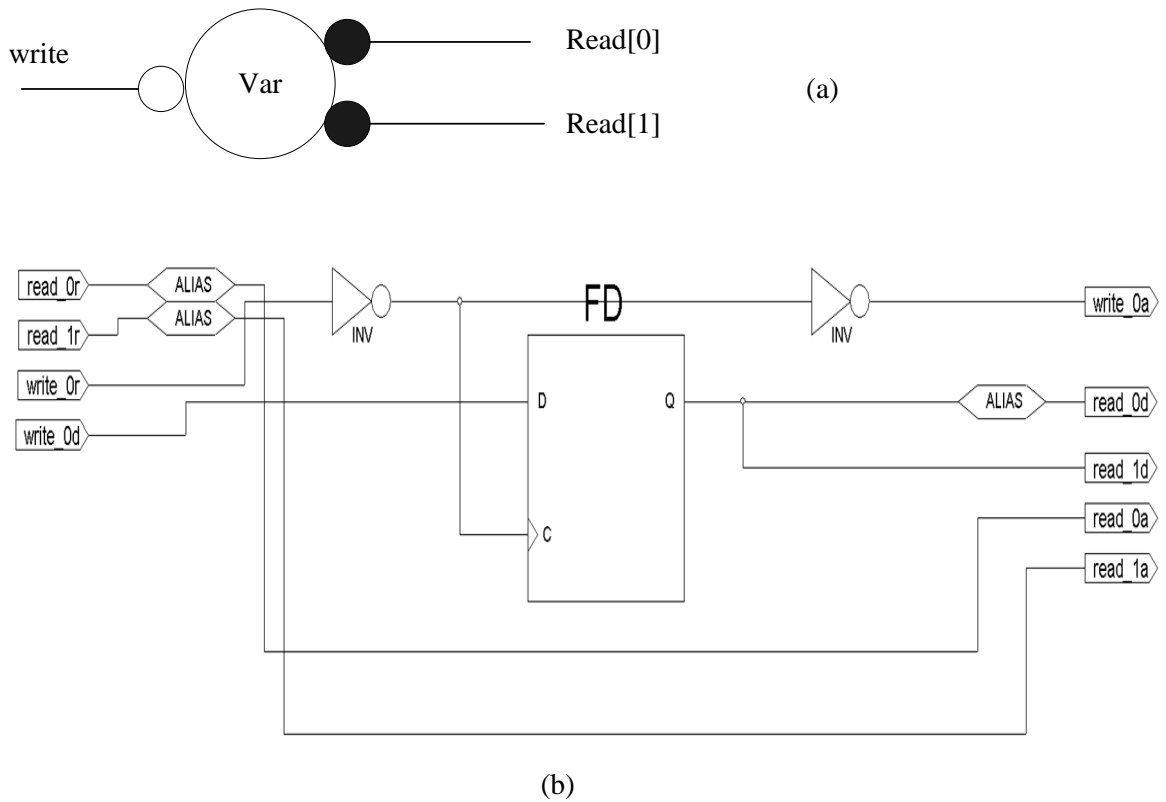 Read[0]
write
Var
(a)
Read[1]
read_0r
ALIAS
FD
read_1r
ALIAS
INV
INV
write_0a
write_0r
D
Q
ALIAS
read_0d
write_0d
read_1d
read_0a
C
read_1a
(b)